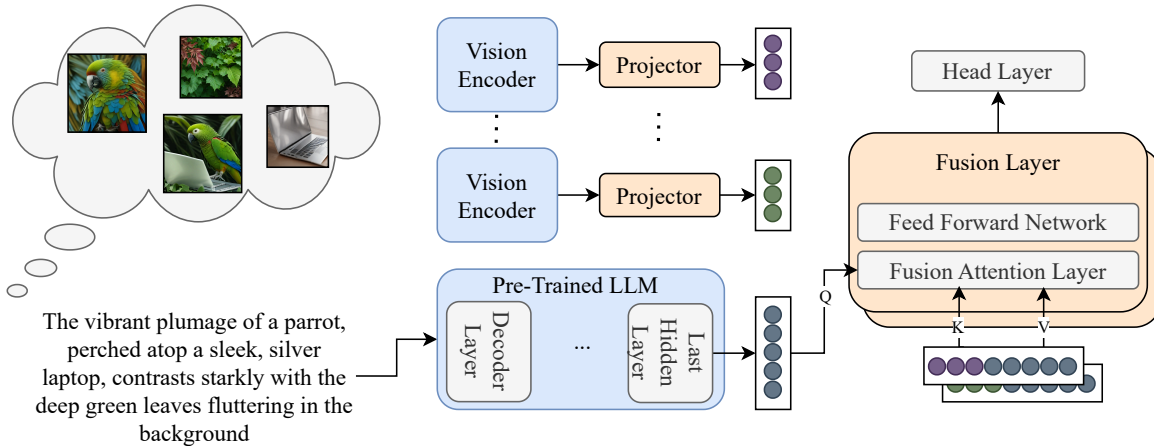 Vision
Encoder
Projector
Vision
Encoder
Projector
Head Layer
Fusion Layer
Feed Forward Network
Fusion Attention Layer
Q
K
V
Pre-Trained LLM
Decoder
Layer
...
Last
Hidden
Layer
The vibrant plumage of a parrot,
perched atop a sleek, silver
laptop, contrasts starkly with the
deep green leaves fluttering in the
background